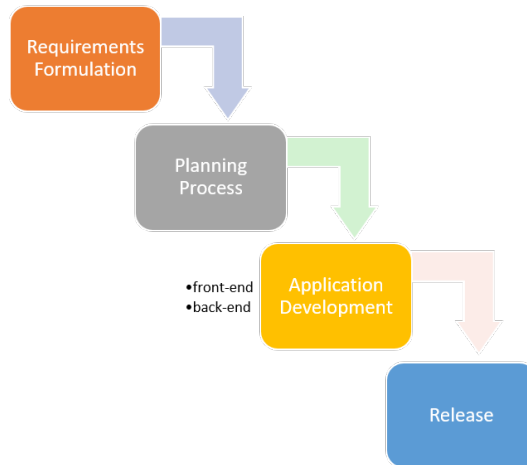 Requirements
Formulation
Planning
Process
•front-end
•back-end
Application
Development
Release